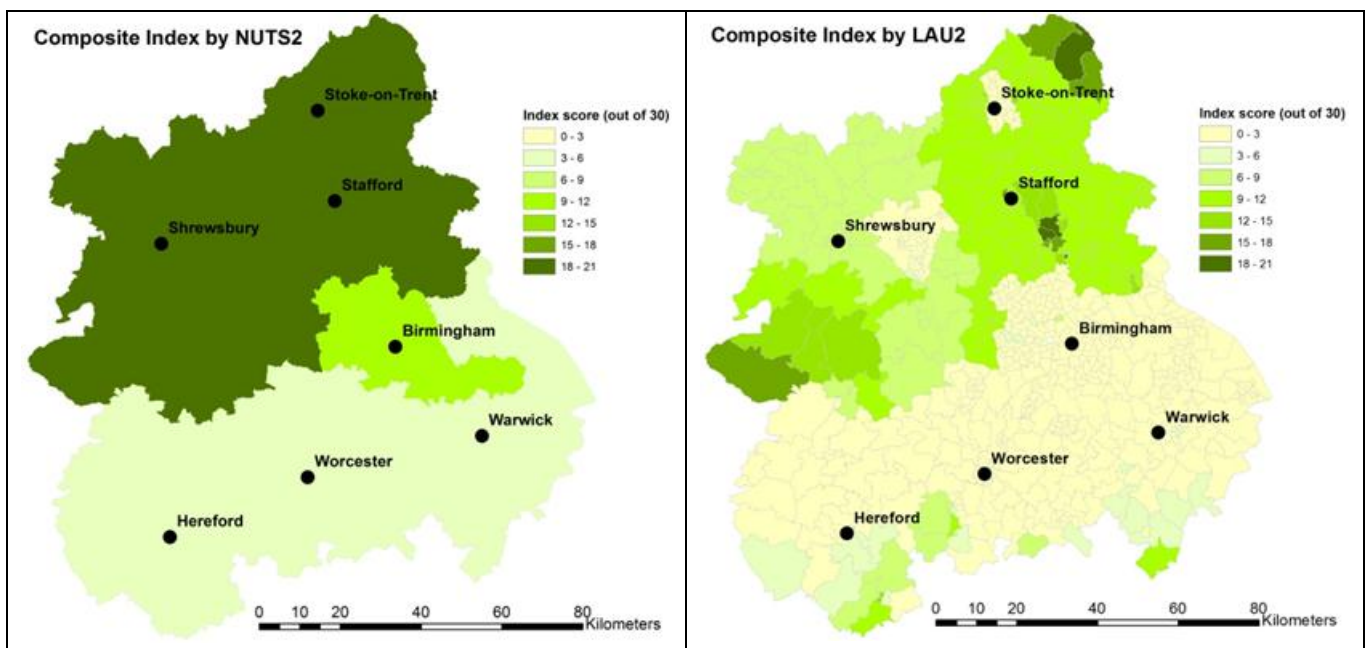 Composite Index by NUTS2
Stoke-on-Trent
Index score (out of 30)
0 - 3
3 - 6
6 - 9
9 - 12
12 - 15
15 - 18
18 - 21
Stafford
Shrewsbury
Birmingham
Warwick
Worcester
Hereford
0 10 20 40 60 80
Kilometers
Composite Index by LAU2
Stoke-on-Trent
Index score (out of 30)
0 - 3
3 - 6
6 - 9
9 - 12
12 - 15
15 - 18
18 - 21
Stafford
Shrewsbury
Birmingham
Warwick
Worcester
Hereford
0 10 20 40 60 80
Kilometers